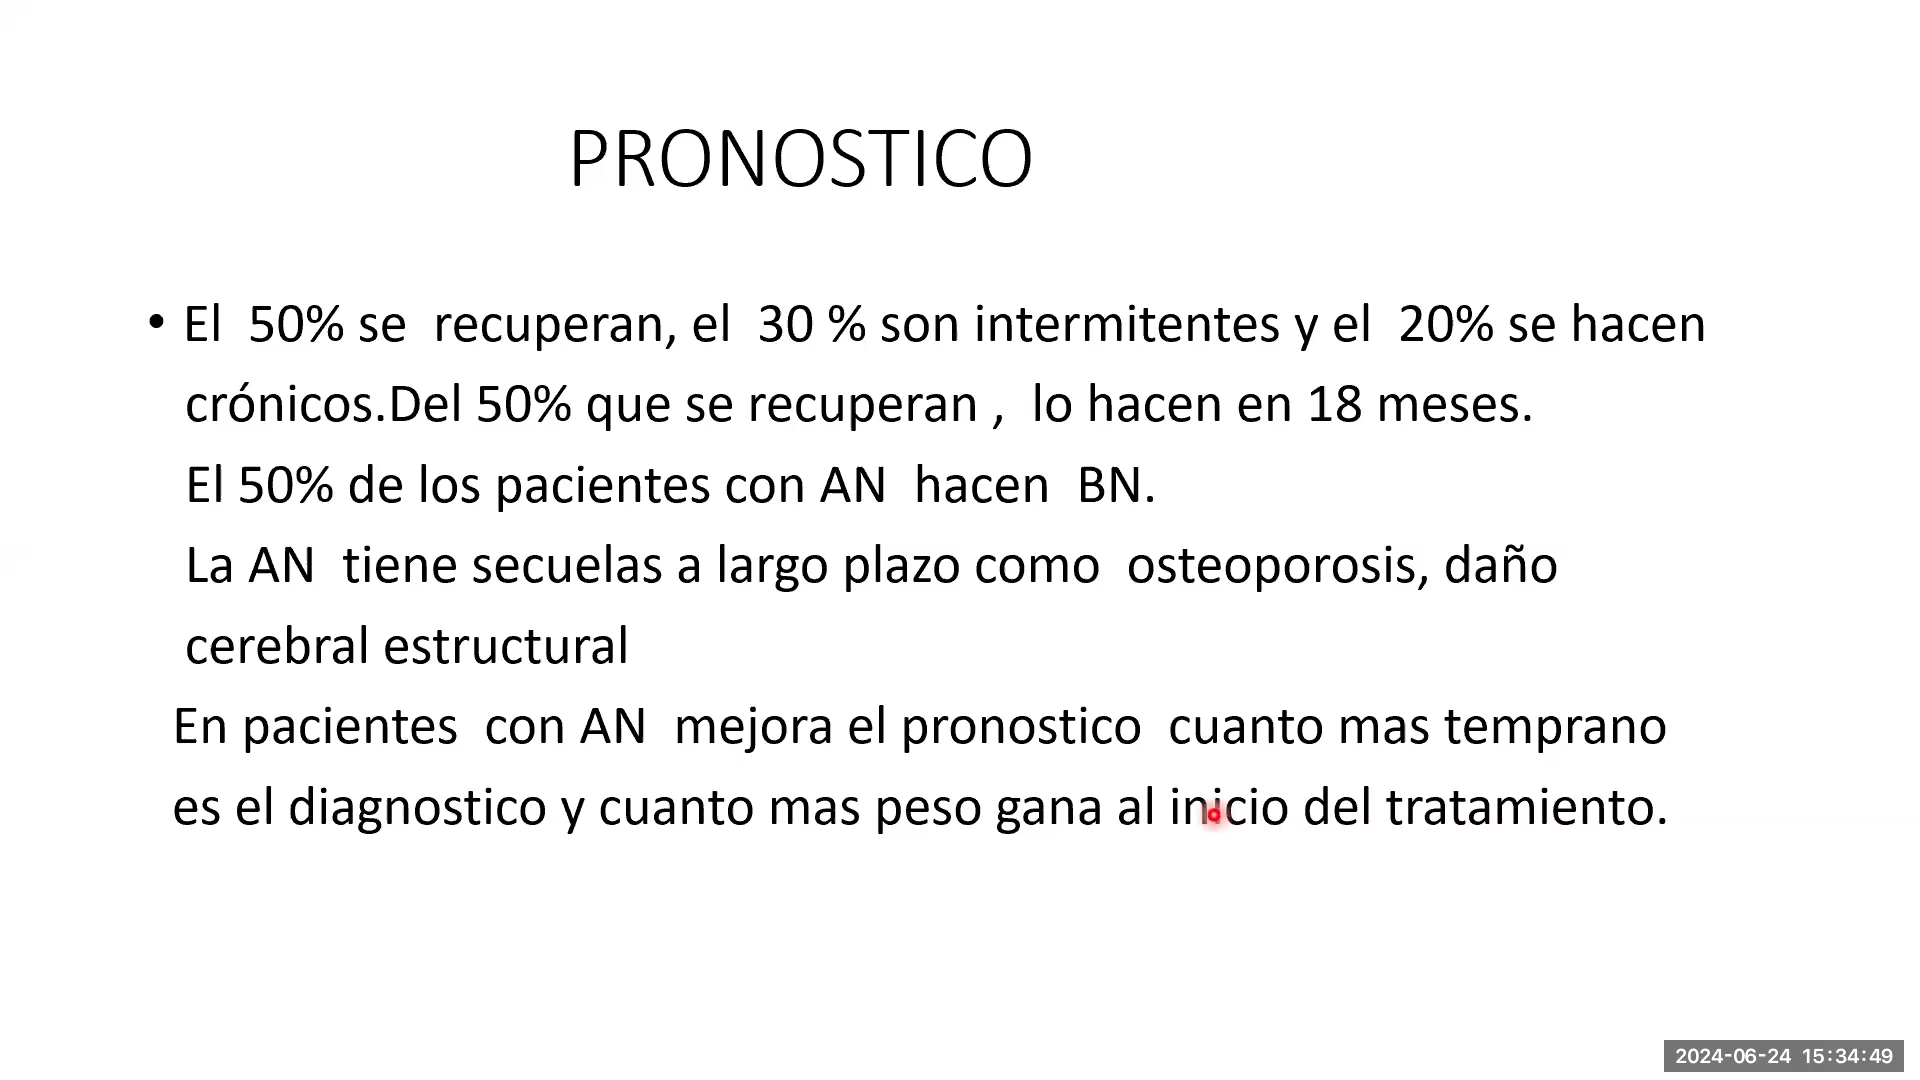 PRONOSTICO
• El 50% se recuperan, el 30 % son intermitentes y el 20% se hacen
crónicos.Del 50% que se recuperan , lo hacen en 18 meses.
El 50% de los pacientes con AN hacen BN.
La AN tiene secuelas a largo plazo como osteoporosis, daño
cerebral estructural
En pacientes con AN mejora el pronostico cuanto mas temprano
es el diagnostico y cuanto mas peso gana al inicio del tratamiento.
2024-06-24 15:34:49